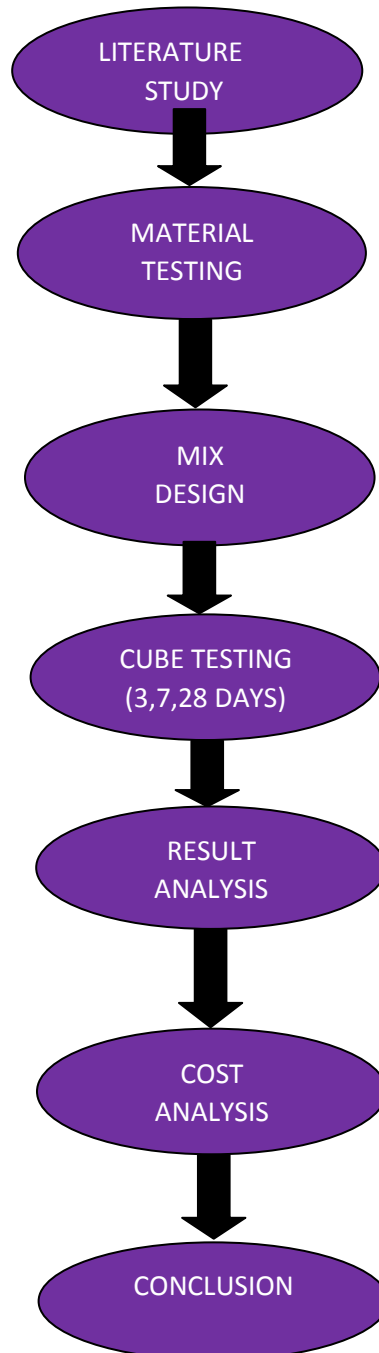 LITERATURE
STUDY
MATERIAL
TESTING
MIX
DESIGN
CUBE TESTING
(3,7,28 DAYS)
RESULT
ANALYSIS
COST
ANALYSIS
CONCLUSION